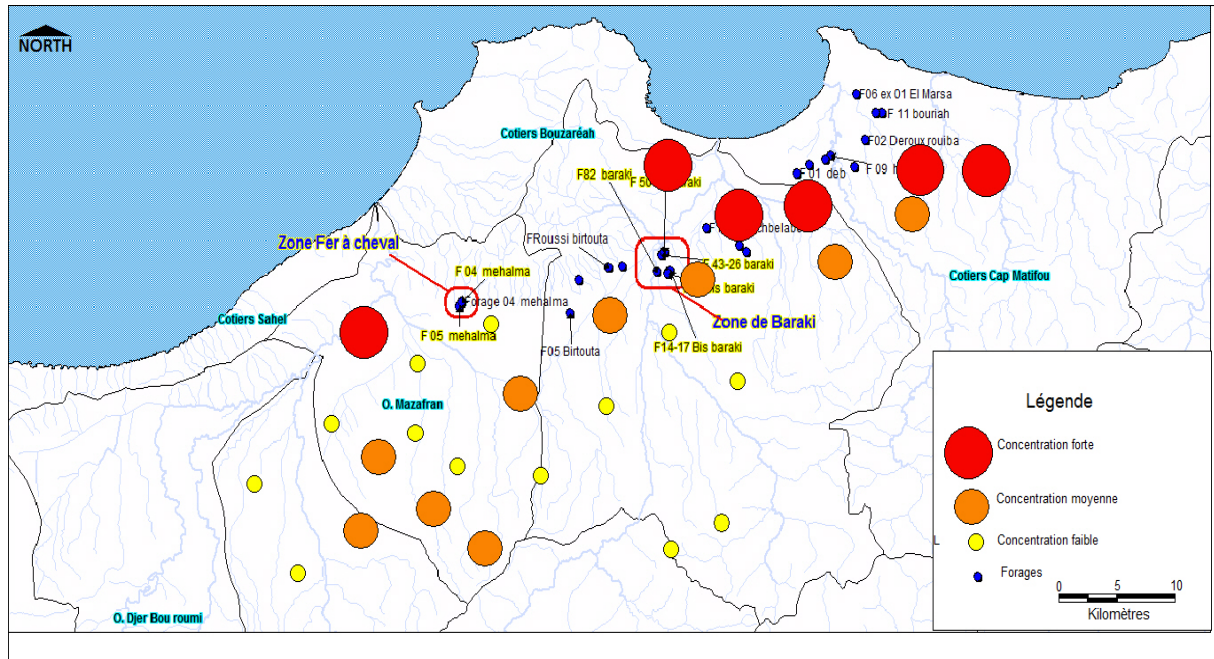 NORTH
F06 ex 01 El Marsa
F 11 bouriah
Cotiers Bouzaréah
F02 Deroux rouiba
F82 baraki
F 50 baraki
F 01 deb
F 09
Zone Fer à cheval
FRoussi birtouta
F 43-26 baraki
F 04 mehalma
Cotiers Cap Matifou
bis baraki
Forage 04 mehalma
Zone de Baraki
Cotiers Sahel
F 05 mehalma
F05 Birtouta
F14-17 Bis baraki
O. Mazafran
O. Djer Bou roumi
Légende
Concentration forte
Concentration moyenne
Concentration faible
Forages
0 5 10
Kilomètres
L